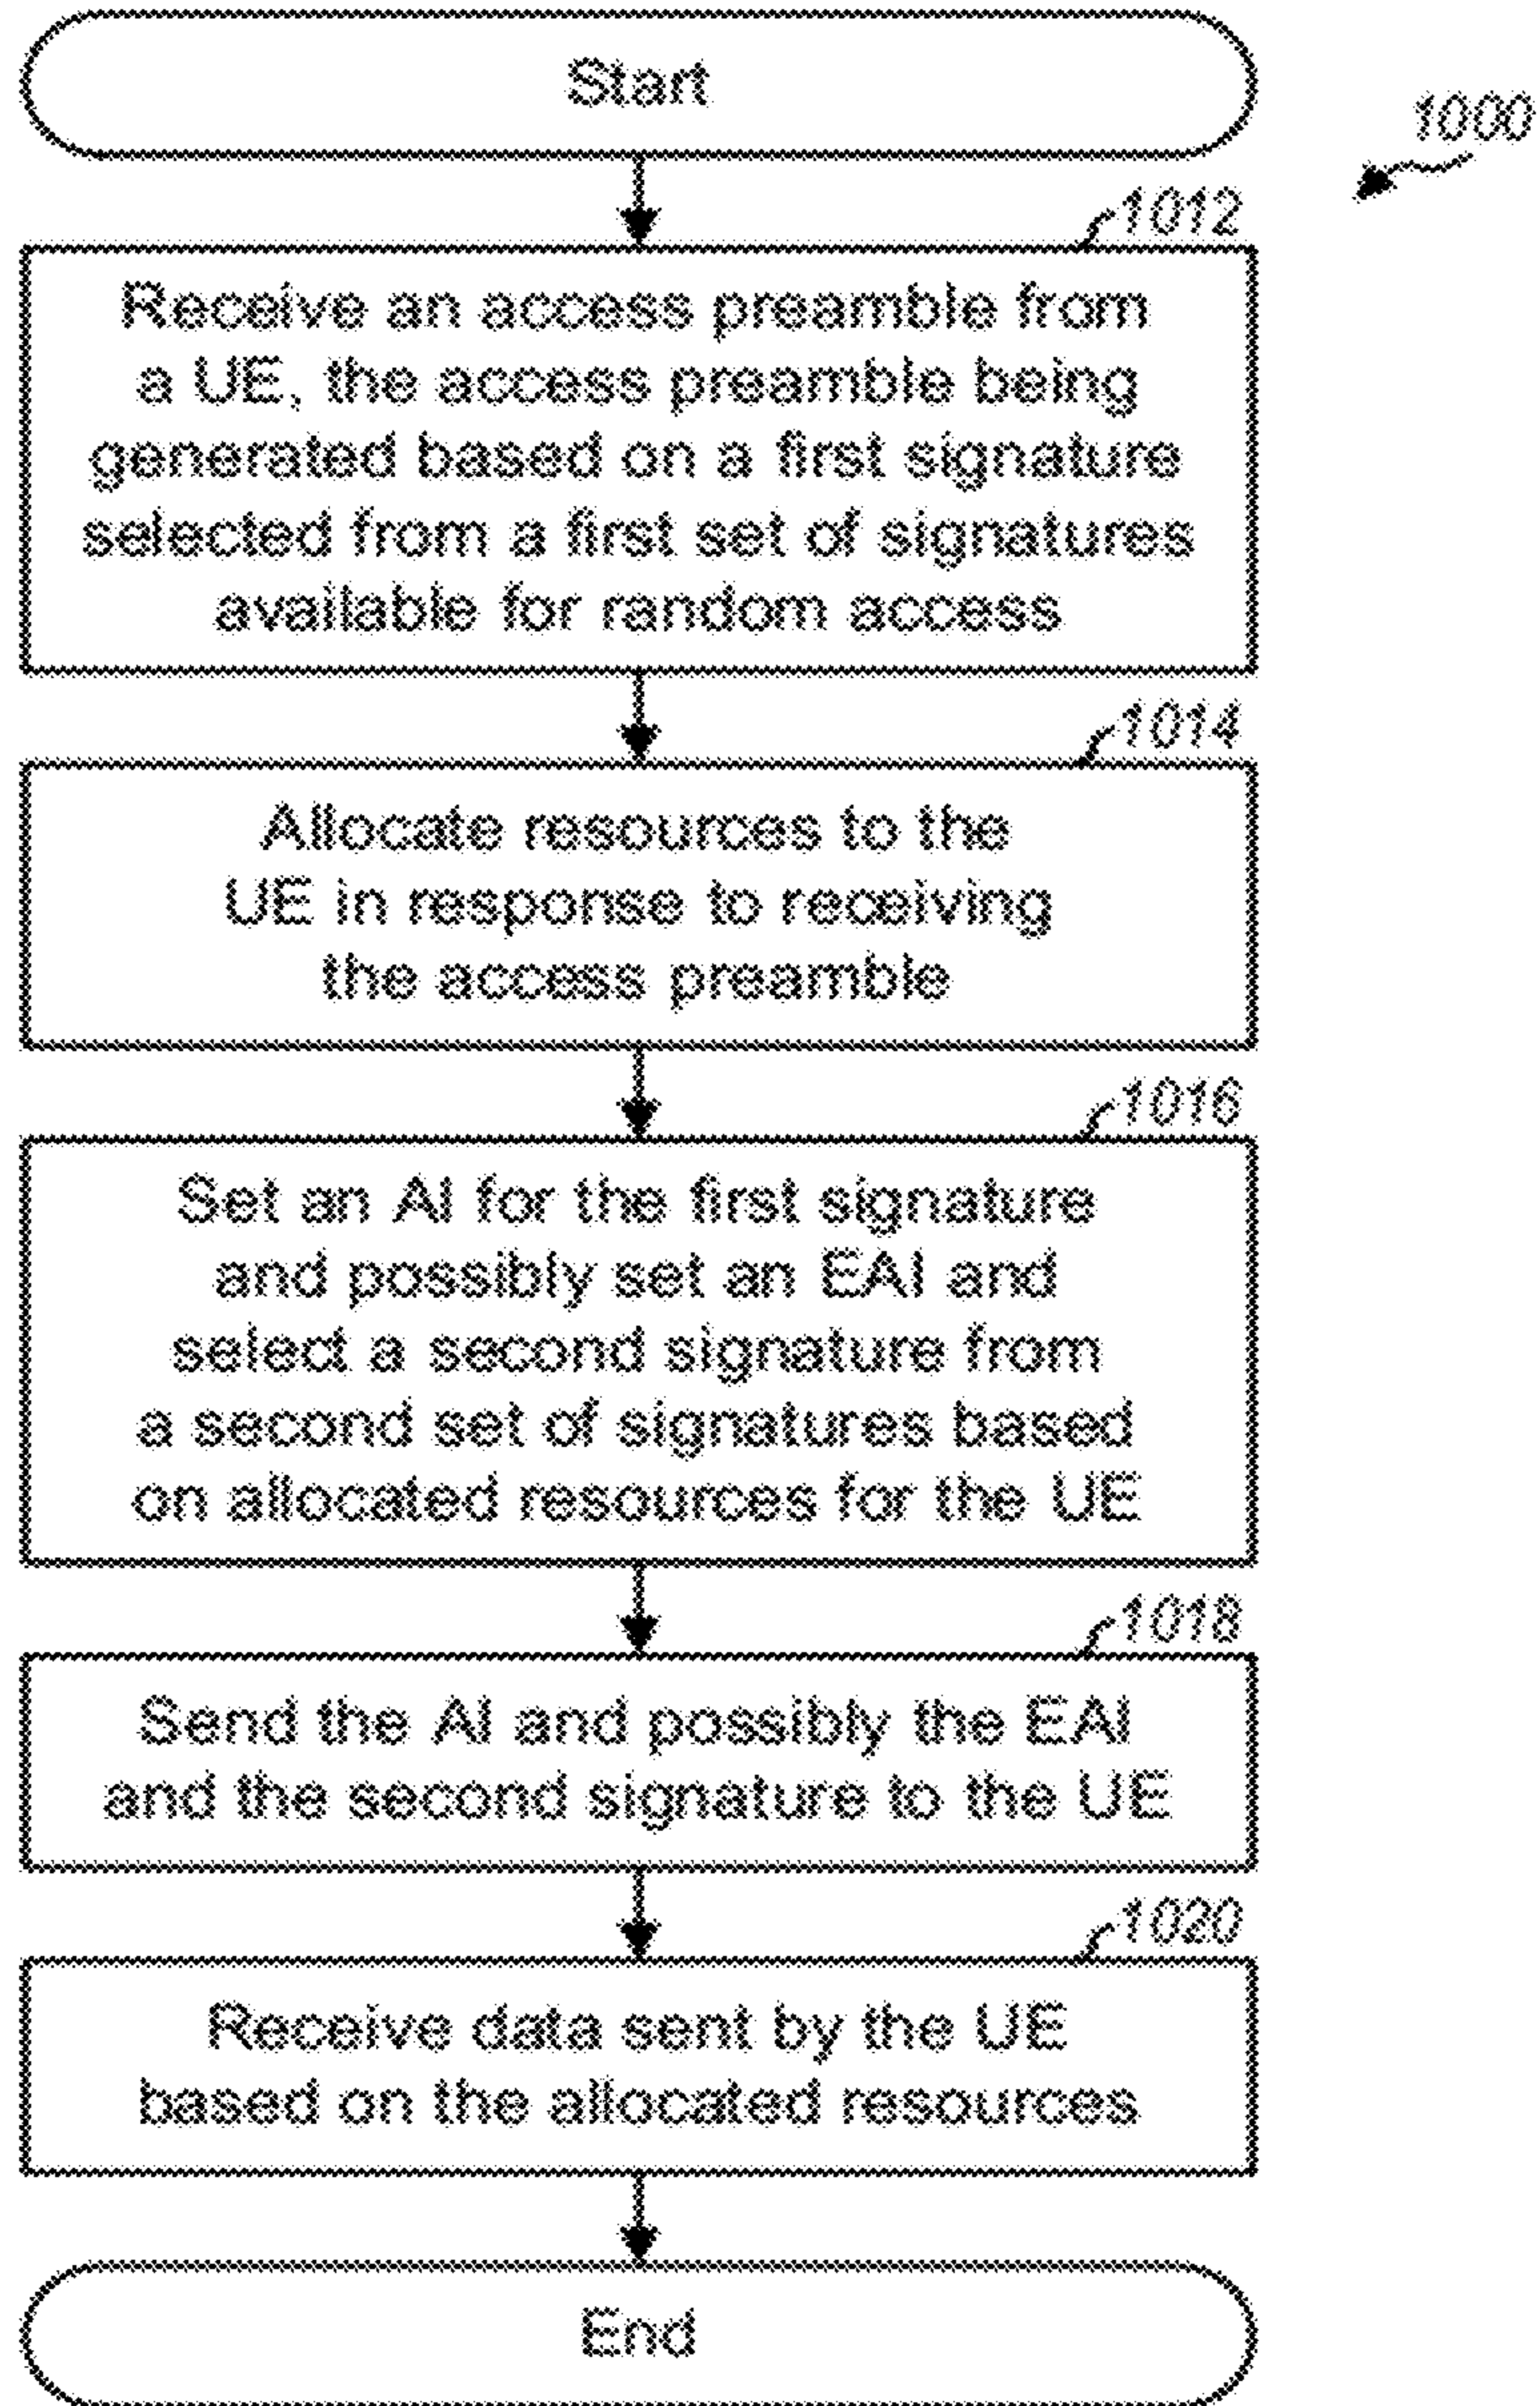 Start
1000
1012
Receive an access preamble from
a UE, the access preamble being
generated based on a first signature
selected from a first set of signatures
available for random access
1014
Allocate resources to the
UE in response to receiving
the access preamble
1016
Set an AI for the first signature
and possibly set an EAI and
select a second signature from
a second set of signatures based
on allocated resources for the UE
1018
Send the AI and possibly the EAI
and the second signature to the UE
1020
Receive data sent by the UE
based on the allocated resources
End